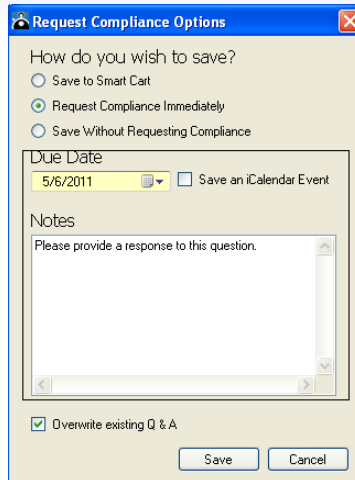 Request Compliance Options
How do you wish to save?
Save to Smart Cart
Request Compliance Immediately
Save Without Requesting Compliance
Due Date
5/6/2011
Save an iCalendar Event
Notes
Please provide a response to this question.
Overwrite existing Q & A
Save Cancel